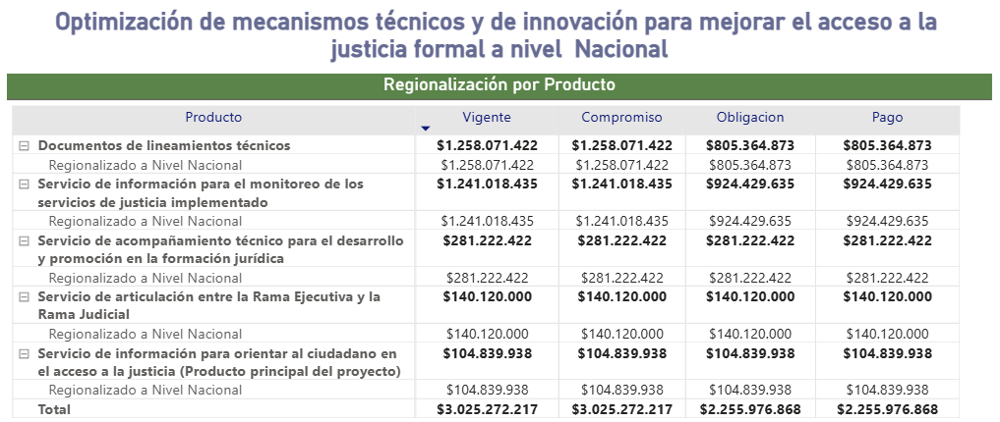 Optimización de mecanismos técnicos y de innovación para mejorar el acceso a la
justicia formal a nivel  Nacional
Regionalización por Producto
Producto Vigente Compromiso Obligacion Pago
Documentos de lineamientos técnicos $1.258.071.422 $1.258.071.422 $805.364.873 $805.364.873
Regionalizado a Nivel Nacional $1.258.071.422 $1.258.071.422 $805.364.873 $805.364.873
Servicio de información para el monitoreo de los $1.241.018.435 $1.241.018.435 $924.429.635 $924.429.635
servicios de justicia implementado
Regionalizado a Nivel Nacional $1.241.018.435 $1.241.018.435 $924.429.635 $924.429.635
Servicio de acompañamiento técnico para el desarrollo $281.222.422 $281.222.422 $281.222.422 $281.222.422
y promoción en la formación jurídica
Regionalizado a Nivel Nacional $281.222.422 $281.222.422 $281.222.422 $281.222.422
Servicio de articulación entre la Rama Ejecutiva y la $140.120.000 $140.120.000 $140.120.000 $140.120.000
Rama Judicial
Regionalizado a Nivel Nacional $140.120.000 $140.120.000 $140.120.000 $140.120.000
Servicio de información para orientar al ciudadano en $104.839.938 $104.839.938 $104.839.938 $104.839.938
el acceso a la justicia (Producto principal del proyecto)
Regionalizado a Nivel Nacional $104.839.938 $104.839.938 $104.839.938 $104.839.938
Total $3.025.272.217 $3.025.272.217 $2.255.976.868 $2.255.976.868